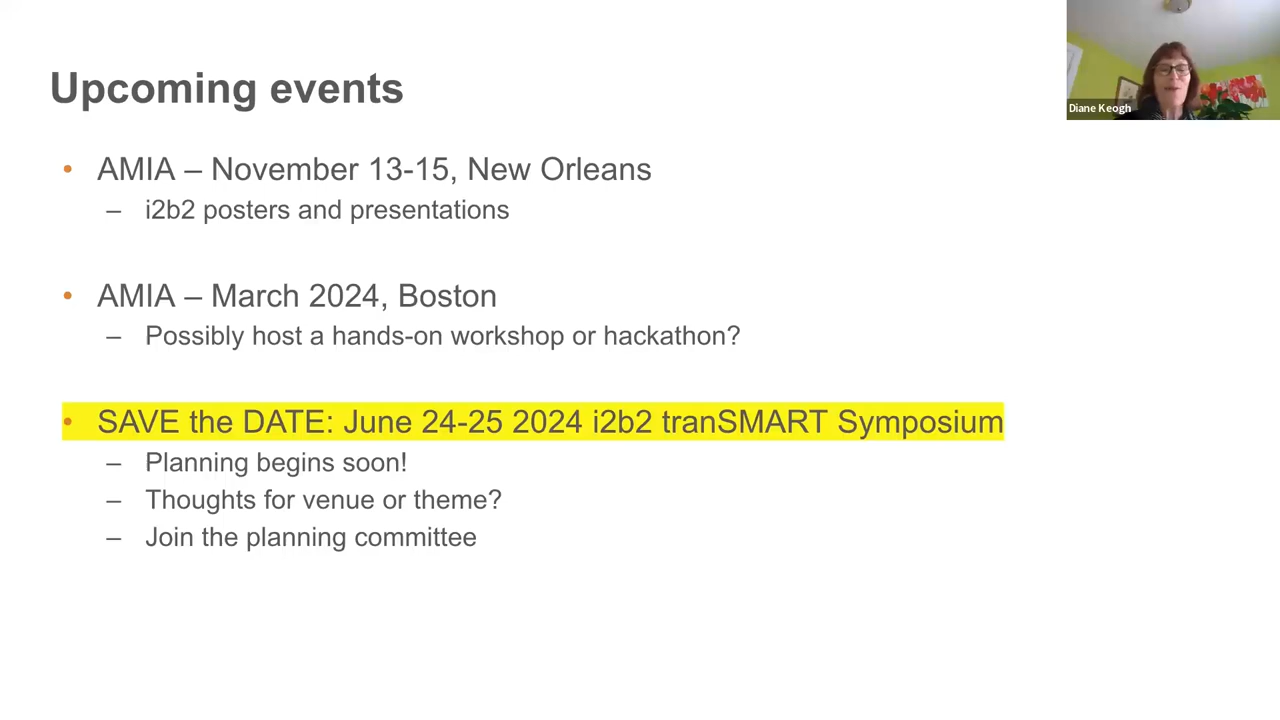 Upcoming events
Diane Keogh
• AMIA – November 13-15, New Orleans
– i2b2 posters and presentations
• AMIA – March 2024, Boston
– Possibly host a hands-on workshop or hackathon?
• SAVE the DATE: June 24-25 2024 i2b2 tranSMART Symposium
– Planning begins soon!
– Thoughts for venue or theme?
– Join the planning committee